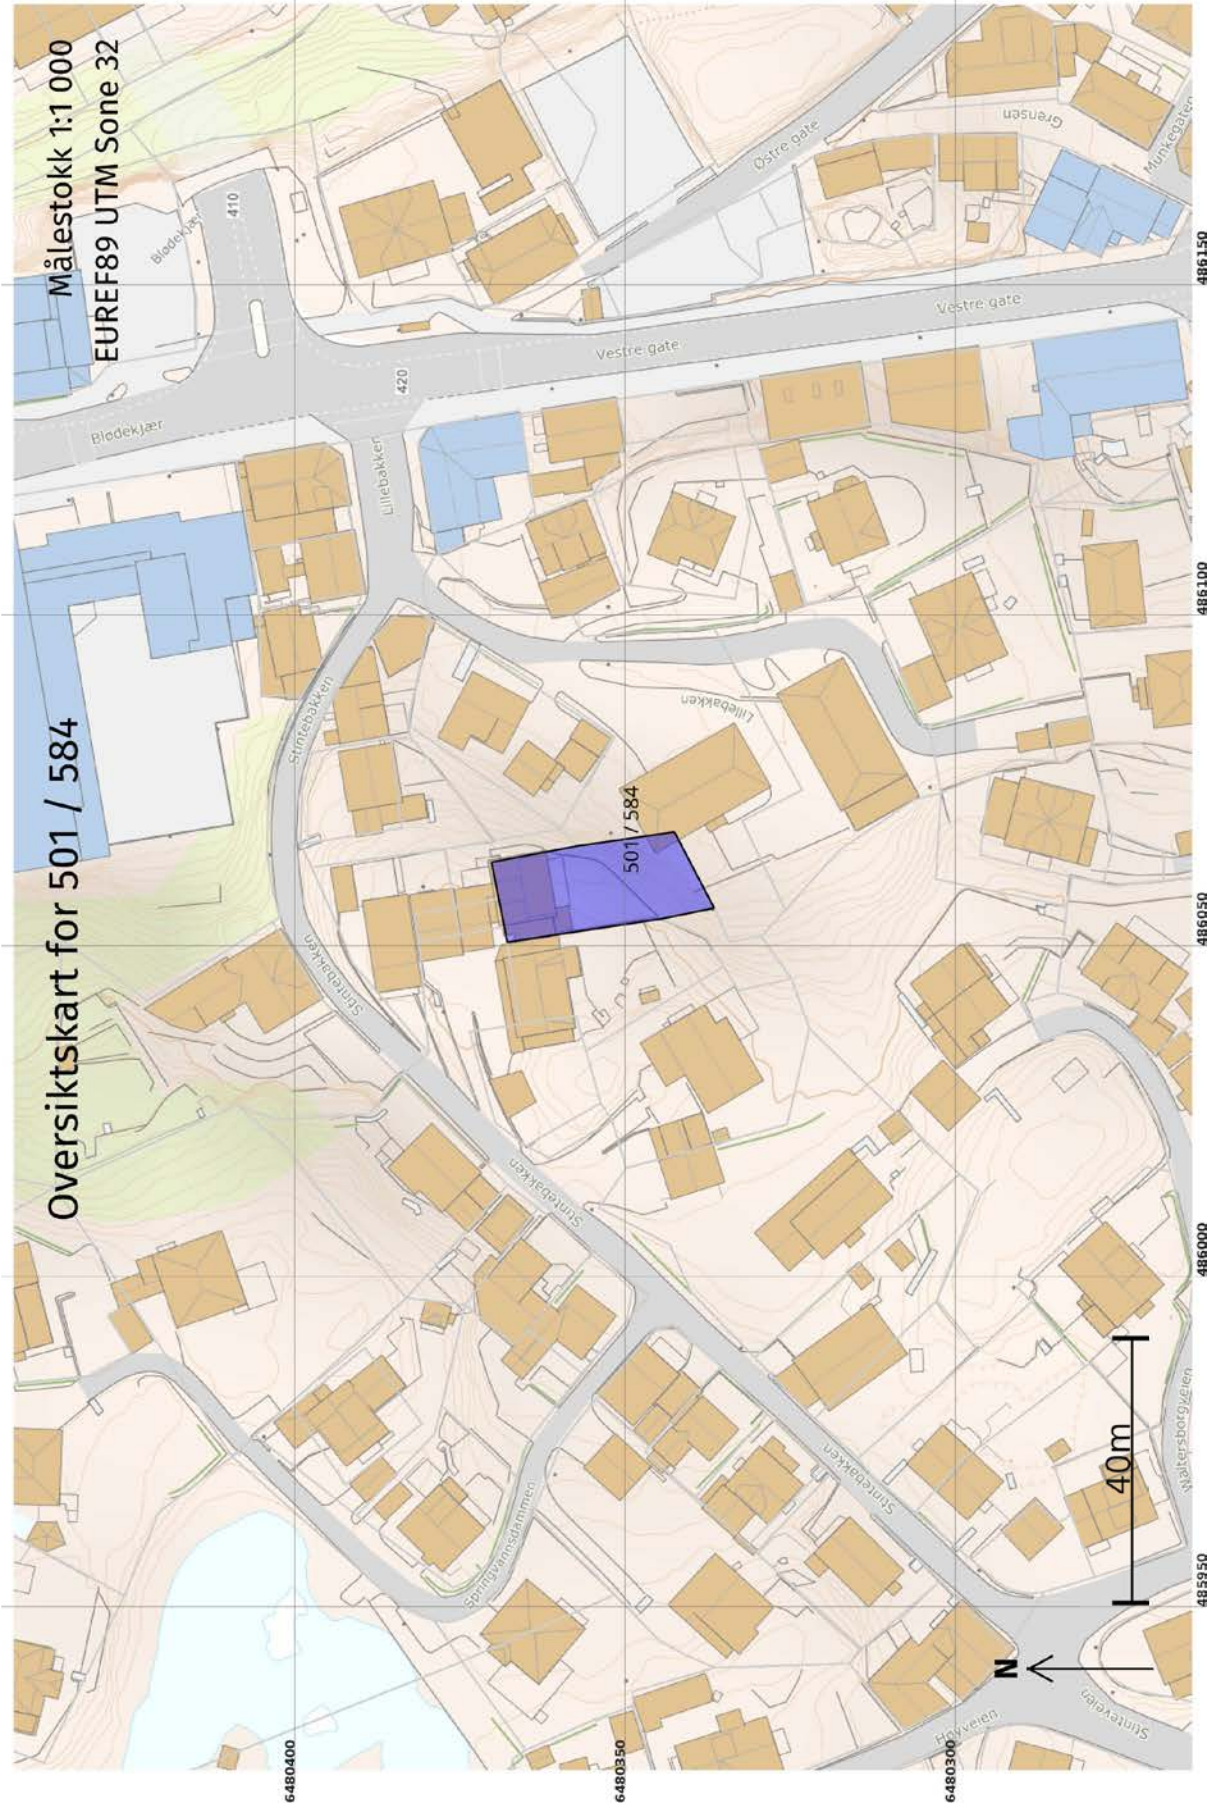 Oversiktskart for 501 / 584
Målestokk 1:1 000
EUREF89 UTM Sone 32
Blødekjær
410
Blødekjær
420
Lillebakken
Vestre gate
Østre gate
Vestre gate
Grensen
Munkegaten
486150
Stintebakken
Lillebakken
486100
501 / 584
486050
Stintebakken
Stintebakken
486000
Stintebakken
40m
Waltersborgveien
Springvannsdammen
485950
N
Høyveien
Stinteveien
6480400
6480350
6480300